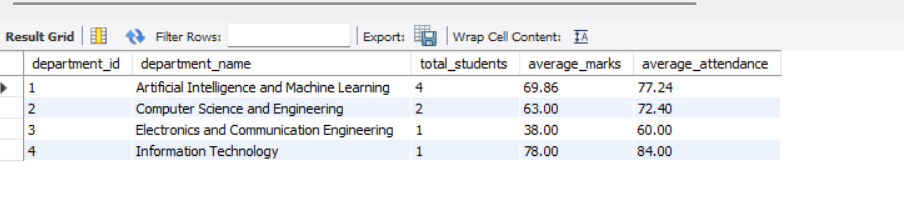 Result Grid Filter Rows: Export: Wrap Cell Content: IA
department_id department_name total_students average_marks average_attendance
1 Artificial Intelligence and Machine Learning 4 69.86 77.24
2 Computer Science and Engineering 2 63.00 72.40
3 Electronics and Communication Engineering 1 38.00 60.00
4 Information Technology 1 78.00 84.00